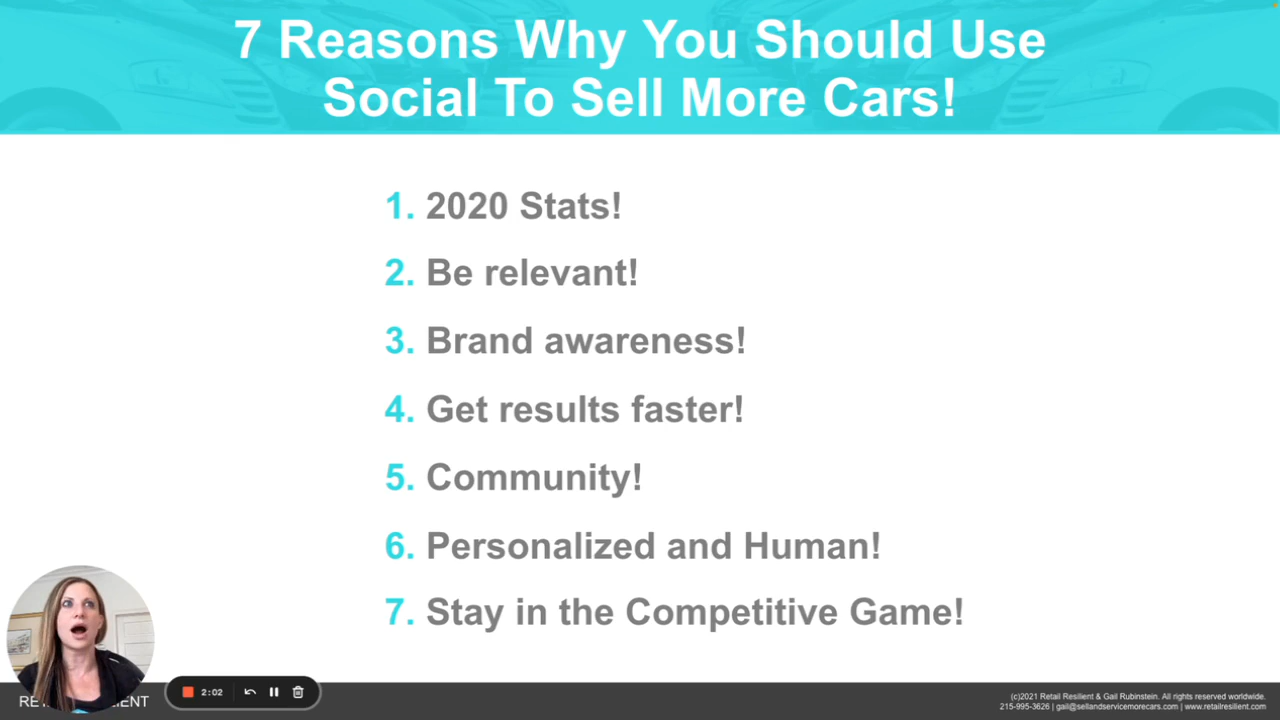 7 Reasons Why You Should Use
Social To Sell More Cars!
1. 2020 Stats!
2. Be relevant!
3. Brand awareness!
4. Get results faster!
5. Community!
6. Personalized and Human!
7. Stay in the Competitive Game!
2:02
(c)2021 Retail Resilient & Gail Rubinstein. All rights reserved worldwide.
215-995-3626 | gail@sellandservicemorecars.com | www.retailresilient.com